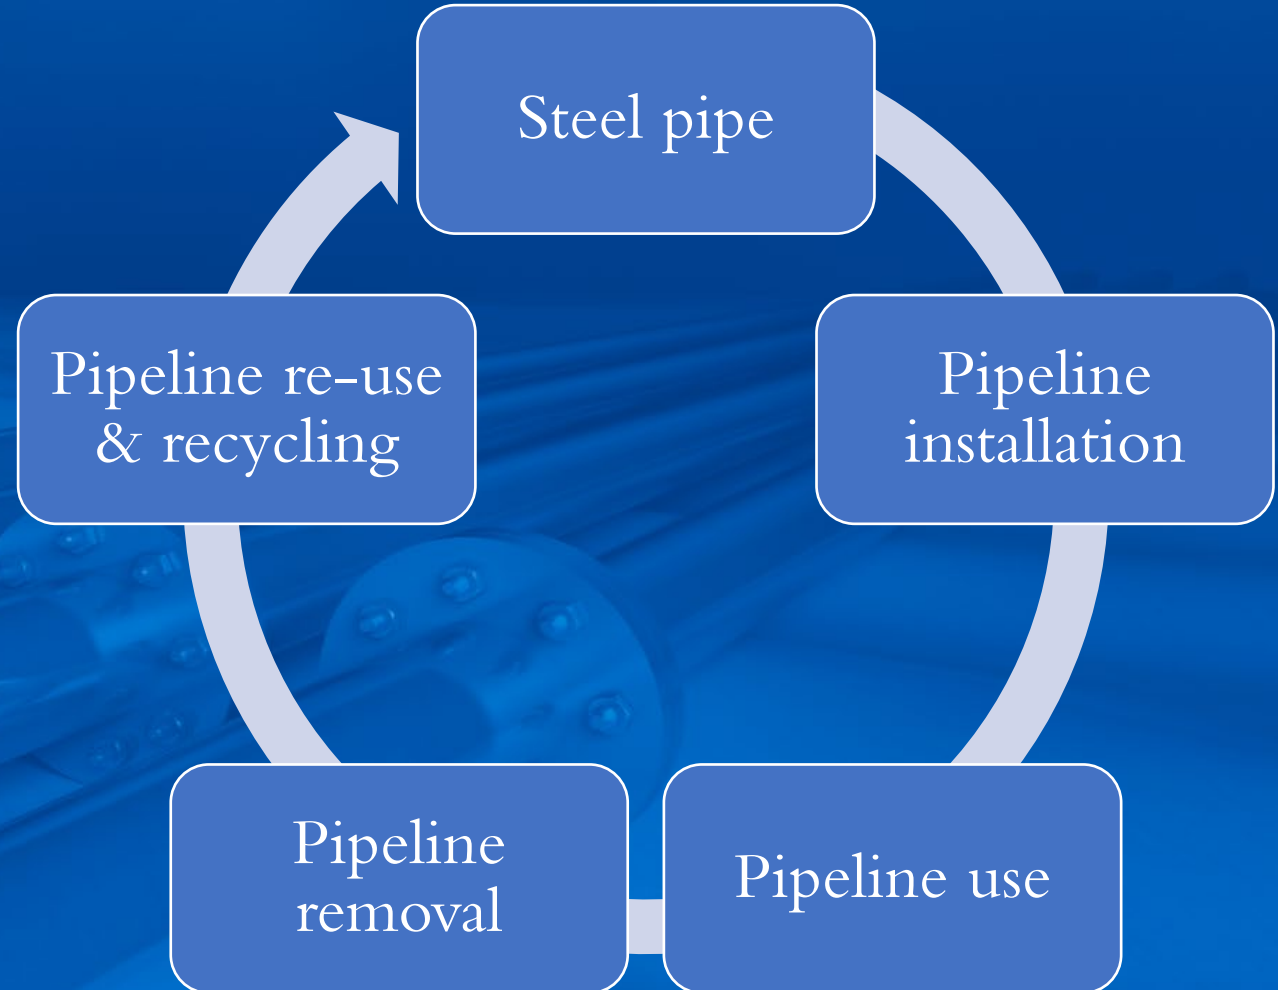 Steel pipe
Pipeline
installation
Pipeline use
Pipeline
removal
Pipeline re-use
& recycling